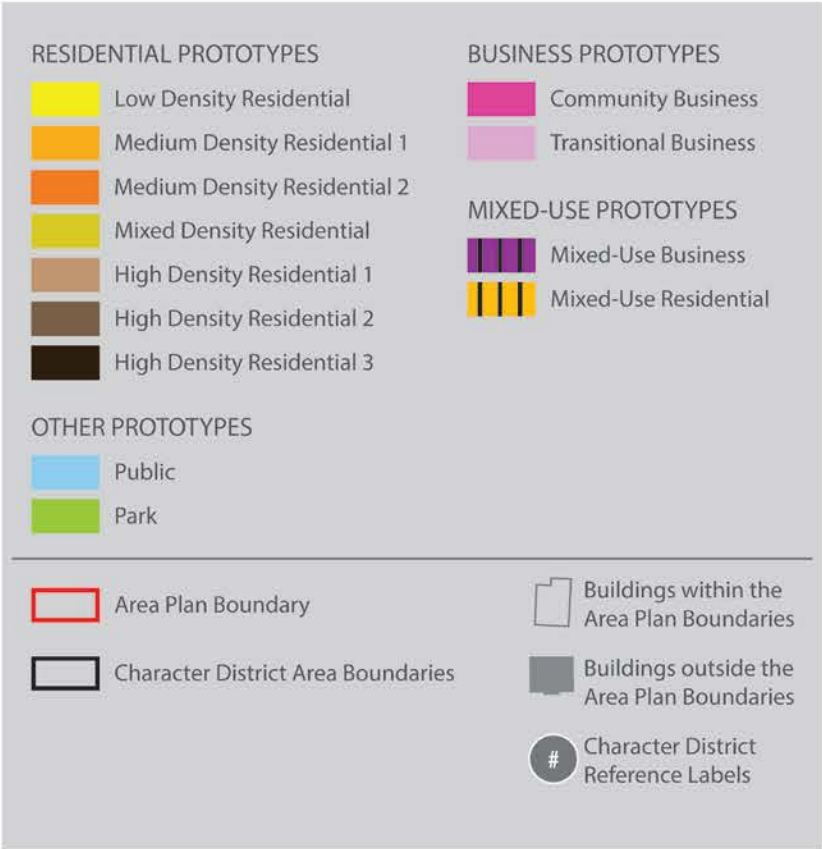 RESIDENTIAL PROTOTYPES
Low Density Residential
Medium Density Residential 1
Medium Density Residential 2
Mixed Density Residential
High Density Residential 1
High Density Residential 2
High Density Residential 3
OTHER PROTOTYPES
Public
Park
BUSINESS PROTOTYPES
Community Business
Transitional Business
MIXED-USE PROTOTYPES
Mixed-Use Business
Mixed-Use Residential
Area Plan Boundary
Character District Area Boundaries
Buildings within the
Area Plan Boundaries
Buildings outside the
Area Plan Boundaries
#
Character District
Reference Labels